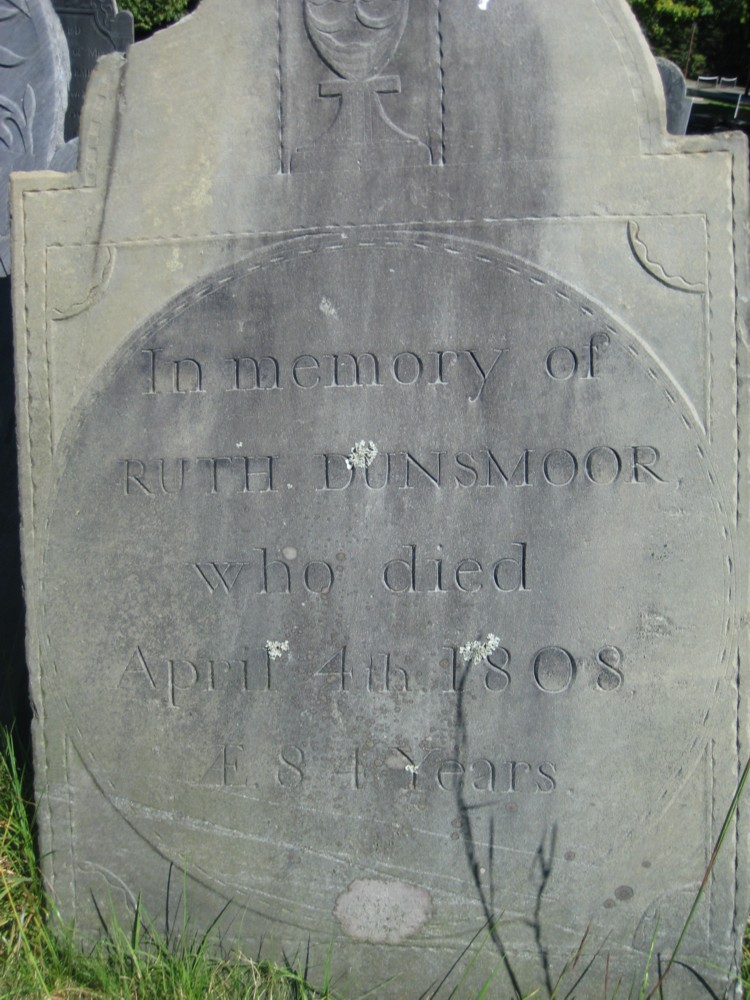 In memory of
RUTH DUNSMOOR,
who died
April 4th 1808
Æ 84 Years.